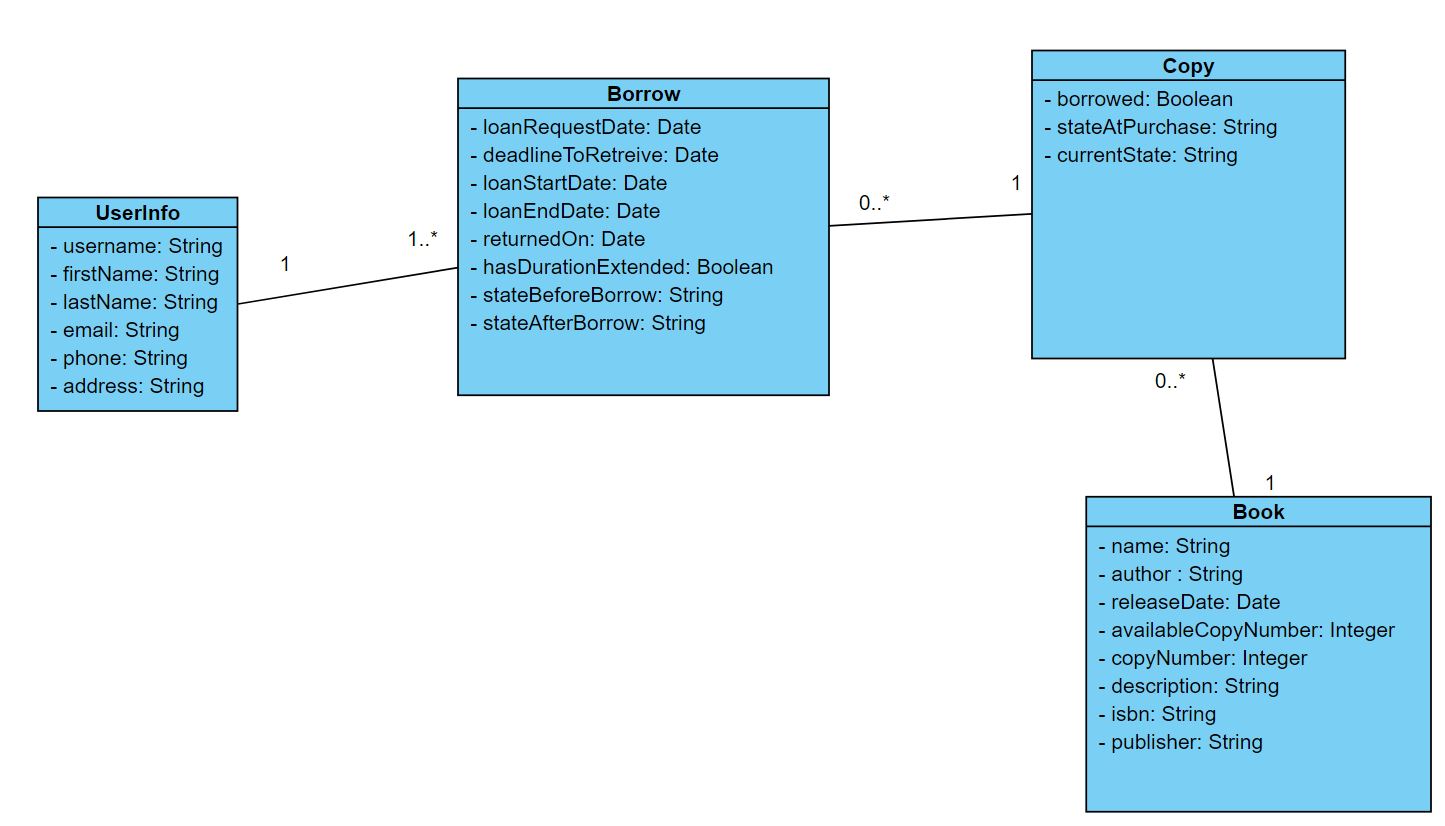 UserInfo
- username: String
- firstName: String
- lastName: String
- email: String
- phone: String
- address: String
1
1..*
Borrow
- loanRequestDate: Date
- deadlineToRetreive: Date
- loanStartDate: Date
- loanEndDate: Date
- returnedOn: Date
- hasDurationExtended: Boolean
- stateBeforeBorrow: String
- stateAfterBorrow: String
0..*
1
Copy
- borrowed: Boolean
- stateAtPurchase: String
- currentState: String
0..*
1
Book
- name: String
- author : String
- releaseDate: Date
- availableCopyNumber: Integer
- copyNumber: Integer
- description: String
- isbn: String
- publisher: String